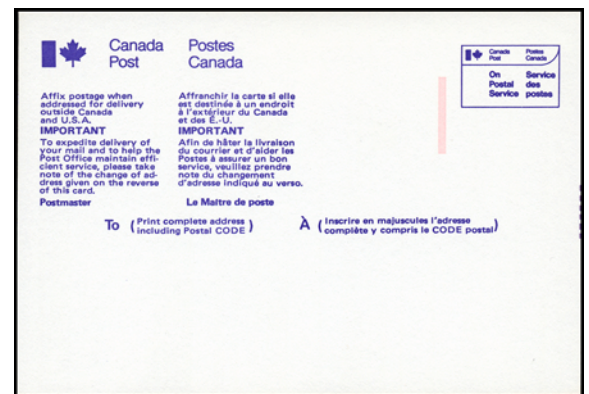 Canada Postes
Post Canada
Canada Postes
Post Canada
On Service
Postal des
Service postes
Affix postage when
addressed for delivery
outside Canada
and U.S.A.
IMPORTANT
To expedite delivery of
your mail and to help the
Post Office maintain effi-
cient service, please take
note of the change of ad-
dress given on the reverse
of this card.
Postmaster
Affranchir la carte si elle
est destinée à un endroit
à l'extérieur du Canada
et des É.-U.
IMPORTANT
Afin de hâter la livraison
du courrier et d'aider les
Postes à assurer un bon
service, veuillez prendre
note du changement
d'adresse indiqué au verso.
Le Maître de poste
To (Print complete address
including Postal CODE)
À (Inscrire en majuscules l'adresse
complète y compris le CODE postal)